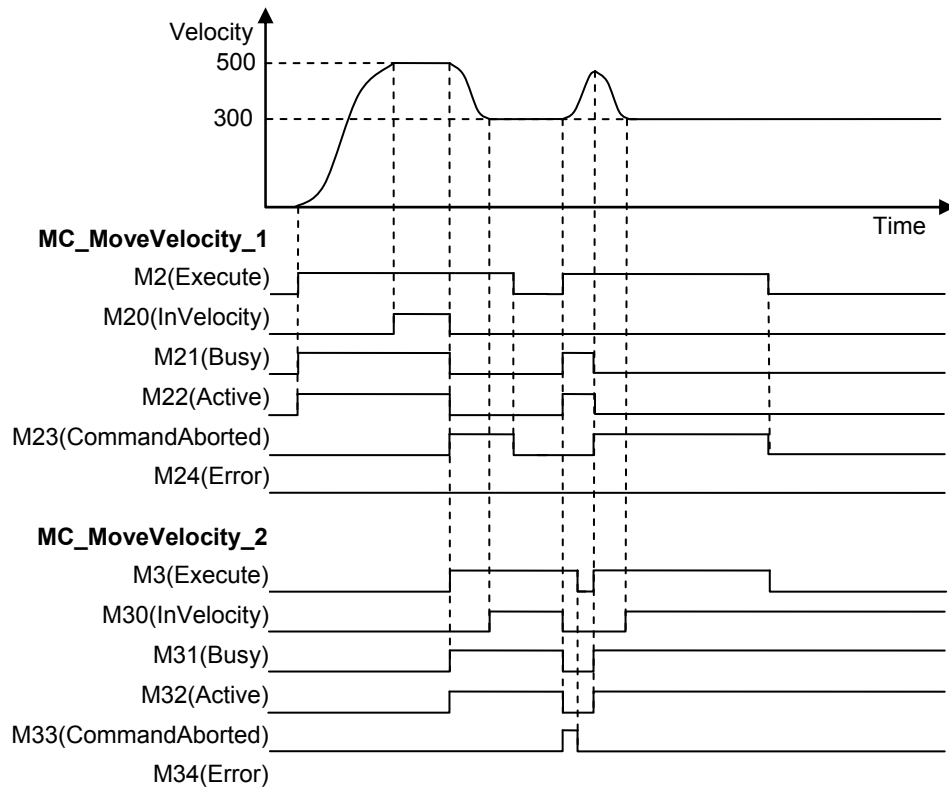 Velocity
500
300
Time
MC_MoveVelocity_1
M2(Execute)
M20(InVelocity)
M21(Busy)
M22(Active)
M23(CommandAborted)
M24(Error)
MC_MoveVelocity_2
M3(Execute)
M30(InVelocity)
M31(Busy)
M32(Active)
M33(CommandAborted)
M34(Error)